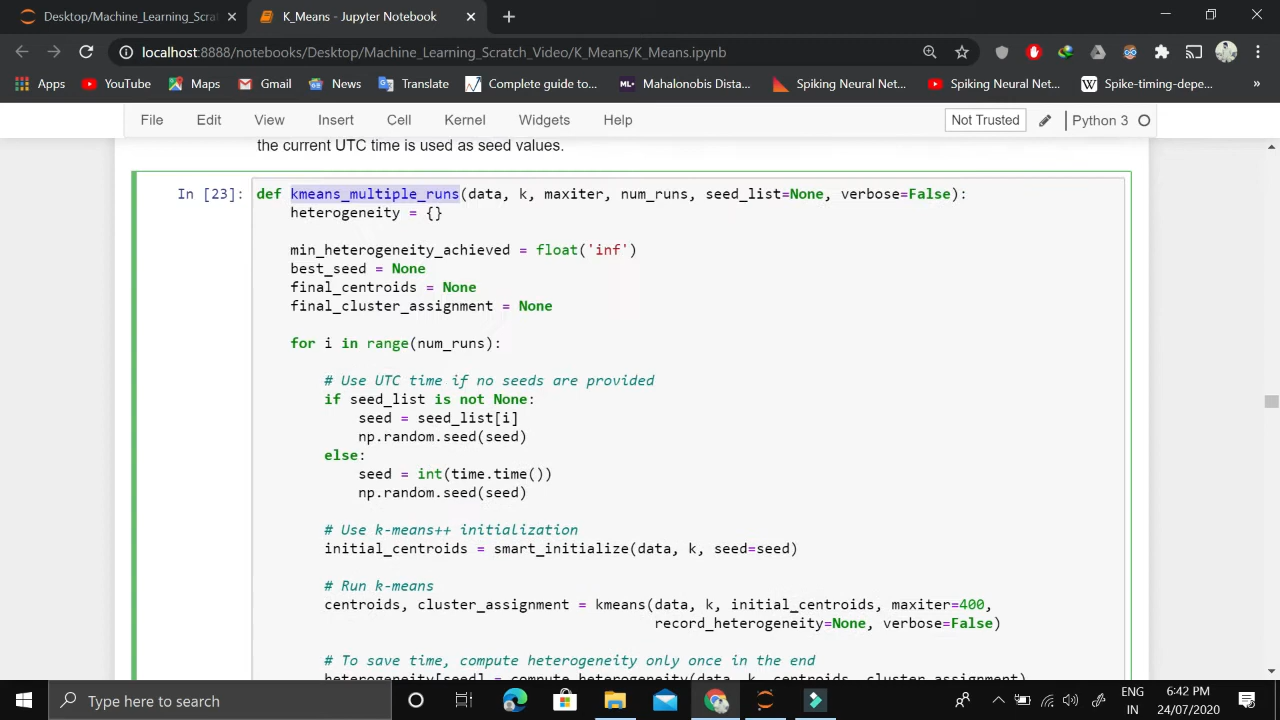 Desktop/Machine_Learning_Scrat
K_Means - Jupyter Notebook
localhost:8888/notebooks/Desktop/Machine_Learning_Scratch_Video/K_Means/K_Means.ipynb
Apps YouTube Maps Gmail News Translate Complete guide to... ML+ Mahalonobis Dista... Spiking Neural Net... Spiking Neural Net... W Spike-timing-depe... »
File Edit View Insert Cell Kernel Widgets Help Not Trusted Python 3
the current UTC time is used as seed values.
In [23]: def kmeans_multiple_runs(data, k, maxiter, num_runs, seed_list=None, verbose=False):
heterogeneity = {}
min_heterogeneity_achieved = float('inf')
best_seed = None
final_centroids = None
final_cluster_assignment = None
for i in range(num_runs):
# Use UTC time if no seeds are provided
if seed_list is not None:
seed = seed_list[i]
np.random.seed(seed)
else:
seed = int(time.time())
np.random.seed(seed)
# Use k-means++ initialization
initial_centroids = smart_initialize(data, k, seed=seed)
# Run k-means
centroids, cluster_assignment = kmeans(data, k, initial_centroids, maxiter=400,
record_heterogeneity=None, verbose=False)
# To save time, compute heterogeneity only once in the end
heterogeneity[seed] = compute_heterogeneity(data, k, centroids, cluster_assignment)
Type here to search
ENG
IN
6:42 PM
24/07/2020